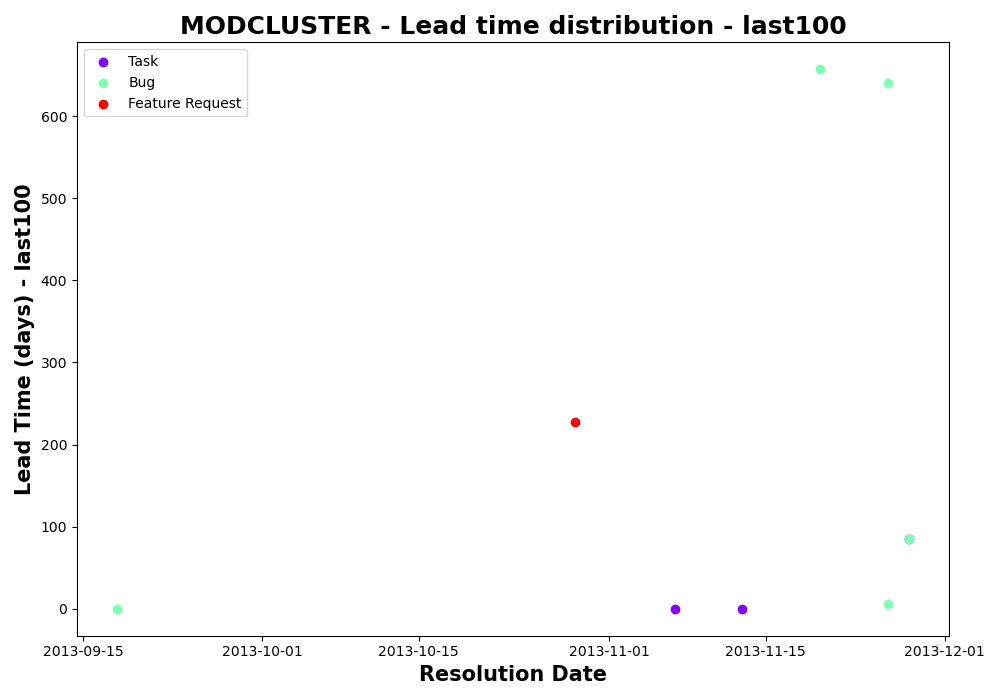 MODCLUSTER - Lead time distribution - last100
Task
Bug
Feature Request
Lead Time (days) - last100
600
500
400
300
200
100
0
2013-09-15
2013-10-01
2013-10-15
2013-11-01
2013-11-15
2013-12-01
Resolution Date